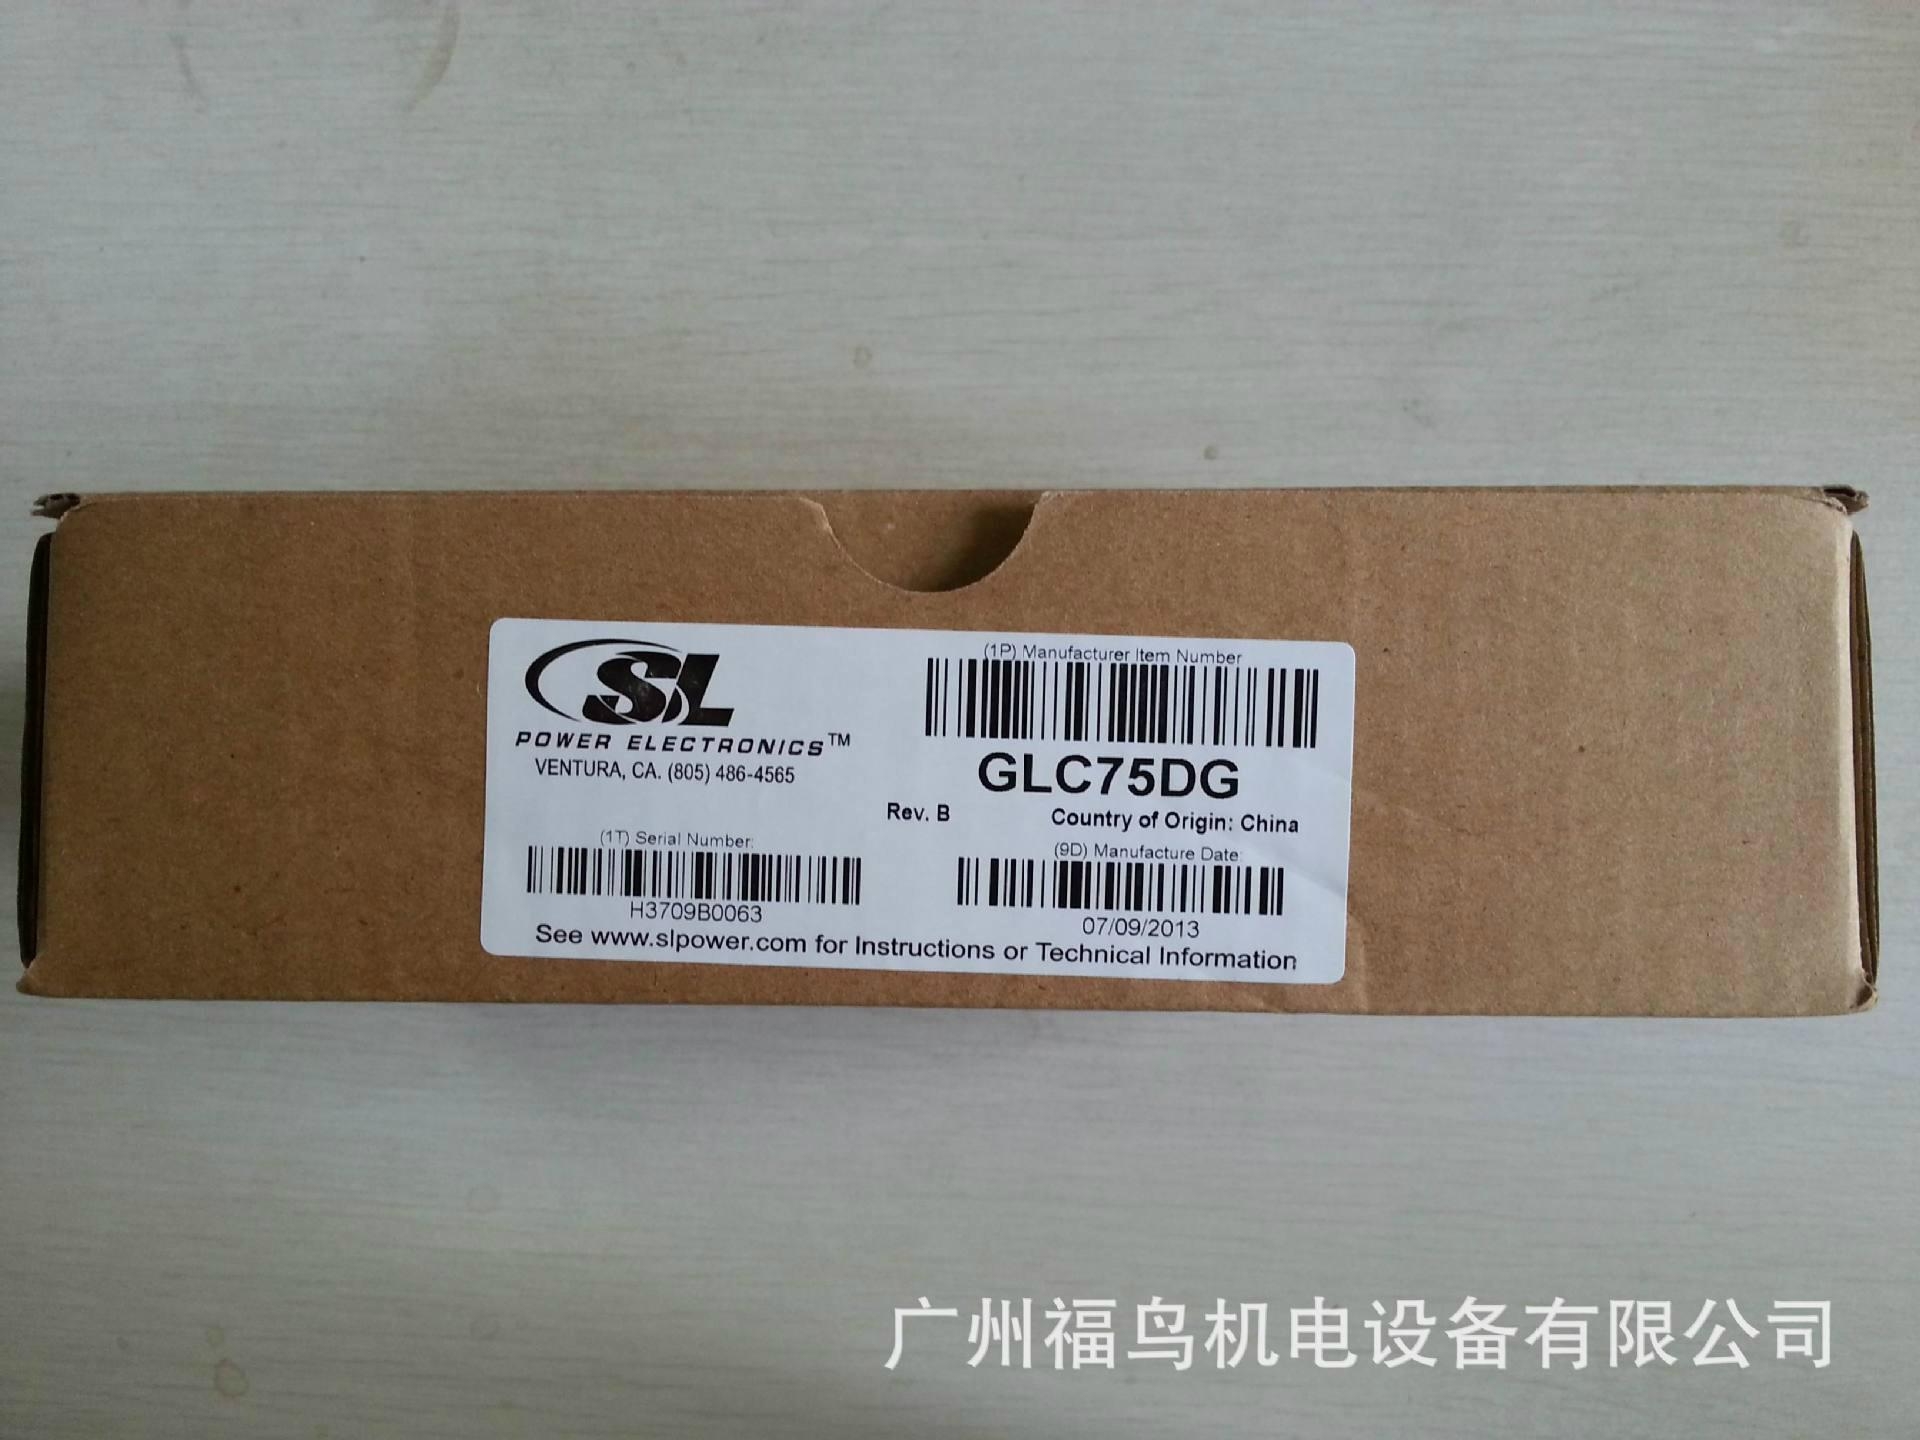 SL
POWER ELECTRONICS™
VENTURA, CA. (805) 486-4565
(1P) Manufacturer Item Number
GLC75DG
Rev. B
Country of Origin: China
(1T) Serial Number:
H3709B0063
(9D) Manufacture Date:
07/09/2013
See www.slpower.com for Instructions or Technical Information
广州福鸟机电设备有限公司